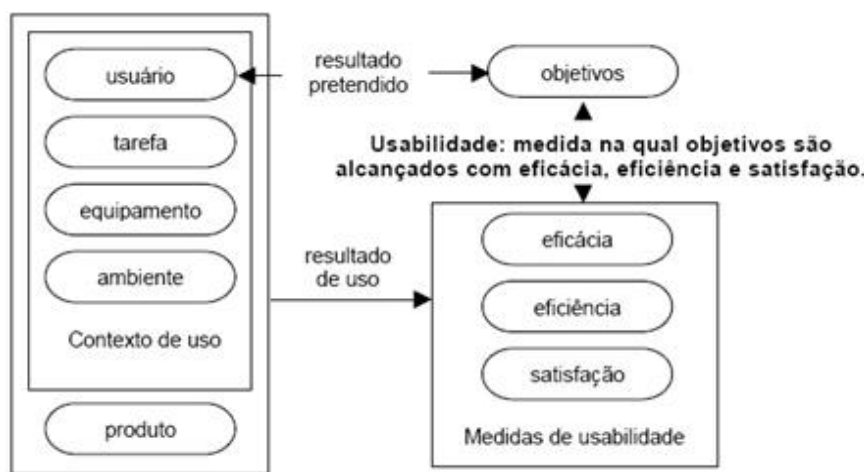 usuário
resultado
pretendido
objetivos
tarefa
Usabilidade: medida na qual objetivos são
alcançados com eficácia, eficiência e satisfação.
equipamento
ambiente
Contexto de uso
produto
resultado
de uso
eficácia
eficiência
satisfação
Medidas de usabilidade